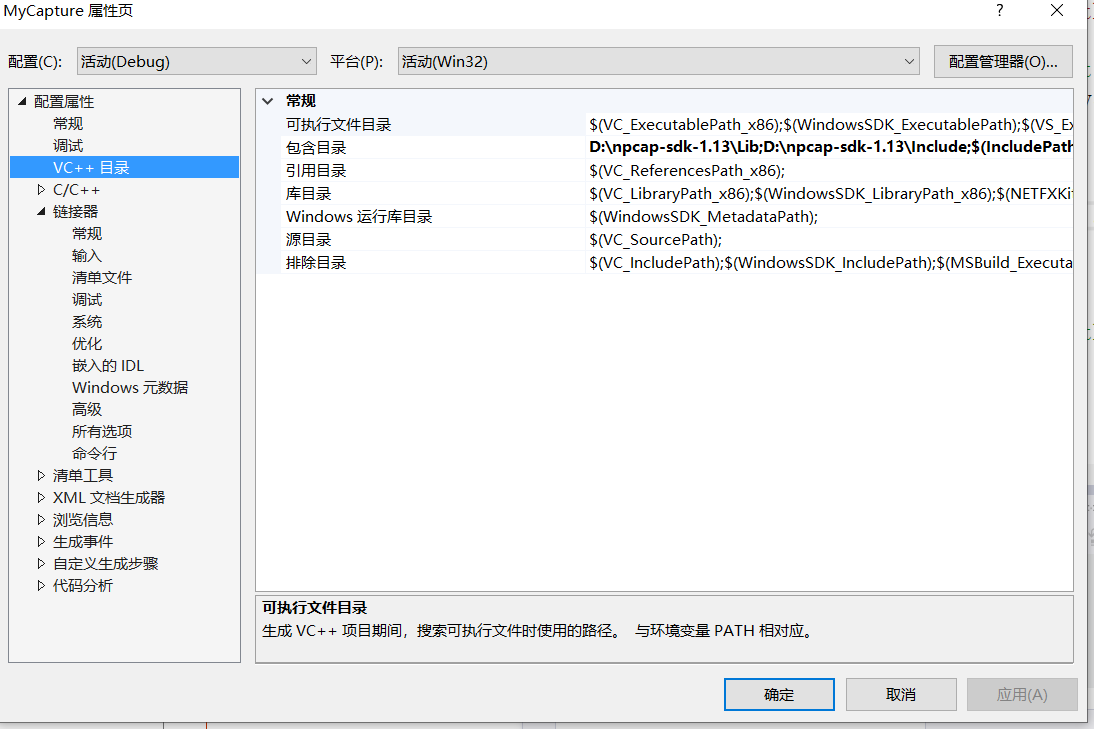 MyCapture 属性页
?
配置(C):
活动(Debug)
平台(P):
活动(Win32)
配置管理器(O)...
配置属性
常规
调试
VC++ 目录
C/C++
链接器
常规
输入
清单文件
调试
系统
优化
嵌入的 IDL
Windows 元数据
高级
所有选项
命令行
清单工具
XML 文档生成器
浏览信息
生成事件
自定义生成步骤
代码分析
常规
可执行文件目录 $(VC_ExecutablePath_x86);$(WindowsSDK_ExecutablePath);$(VS_Ex
包含目录 D:\npcap-sdk-1.13\Lib;D:\npcap-sdk-1.13\Include;$(IncludePath
引用目录 $(VC_ReferencesPath_x86);
库目录 $(VC_LibraryPath_x86);$(WindowsSDK_LibraryPath_x86);$(NETFXKit
Windows 运行库目录 $(WindowsSDK_MetadataPath);
源目录 $(VC_SourcePath);
排除目录 $(VC_IncludePath);$(WindowsSDK_IncludePath);$(MSBuild_Executa
可执行文件目录
生成 VC++ 项目期间，搜索可执行文件时使用的路径。 与环境变量 PATH 相对应。
确定
取消
应用(A)